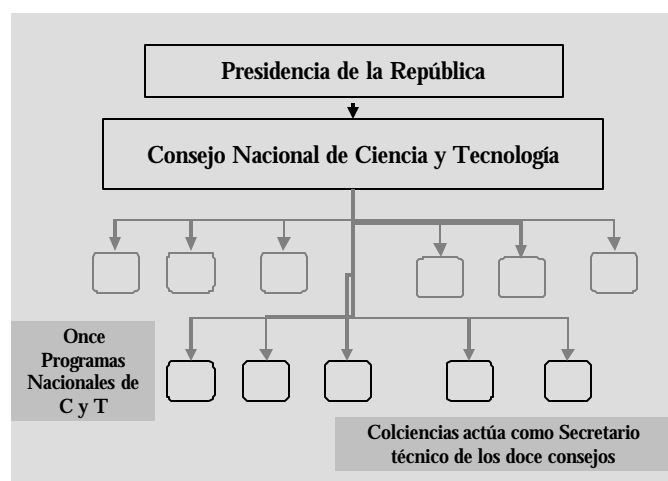 Presidencia de la República
Consejo Nacional de Ciencia y Tecnología
Once
Programas
Nacionales de
C y T
Colciencias actúa como Secretario
técnico de los doce consejos